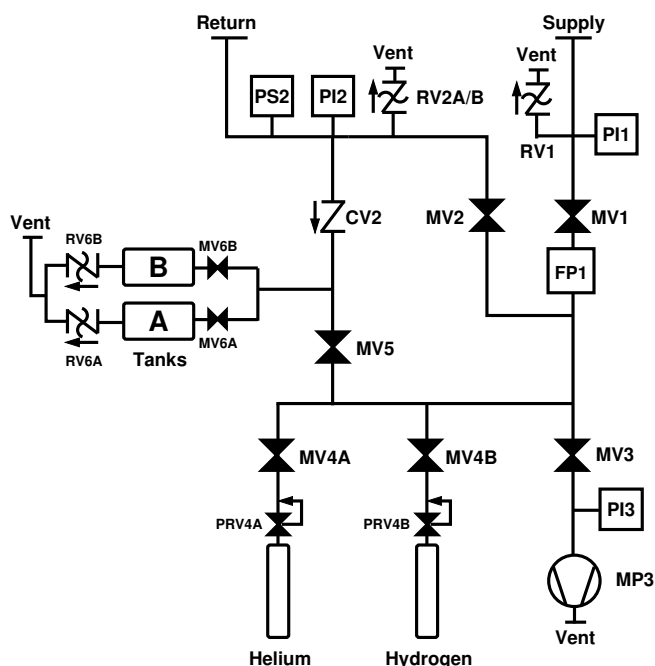 Return
Supply
Vent
Vent
PS2
PI2
RV2A/B
RV1
PI1
CV2
MV2
MV1
Vent
RV6B
MV6B
B
FP1
A
RV6A
MV6A
Tanks
MV5
MV4A
MV4B
MV3
PRV4A
PRV4B
PI3
MP3
Vent
Helium
Hydrogen